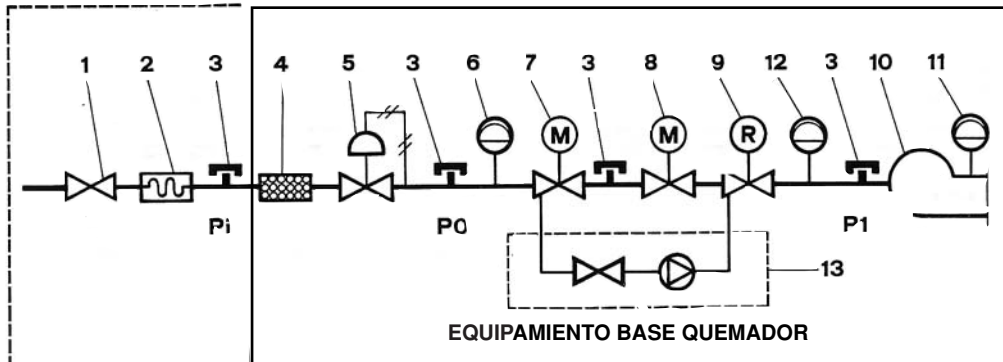 1 2 3 4 5 3 6 7 3 8 9 12 3 10 11
M M R
Pi P0 P1
13
EQUIPAMIENTO BASE QUEMADOR